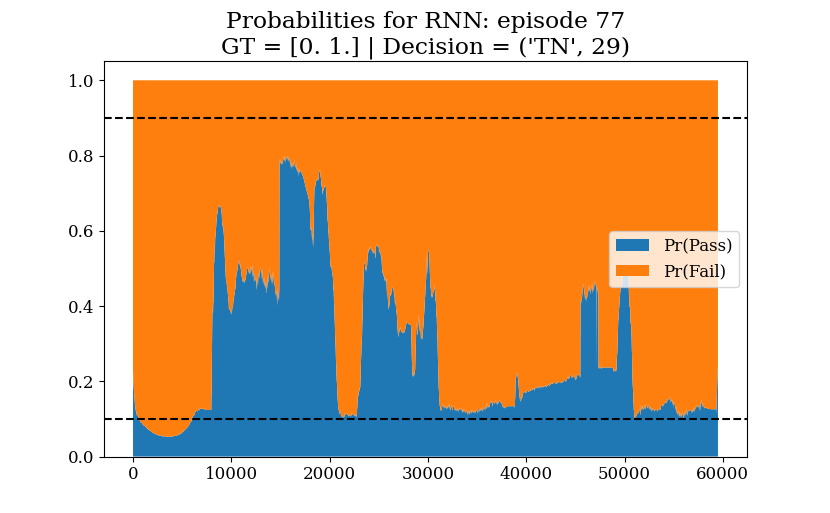 Probabilities for RNN: episode 77
GT = [0. 1.] | Decision = ('TN', 29)
1.0
0.8
0.6
0.4
0.2
0.0
Pr(Pass)
Pr(Fail)
0 10000 20000 30000 40000 50000 60000